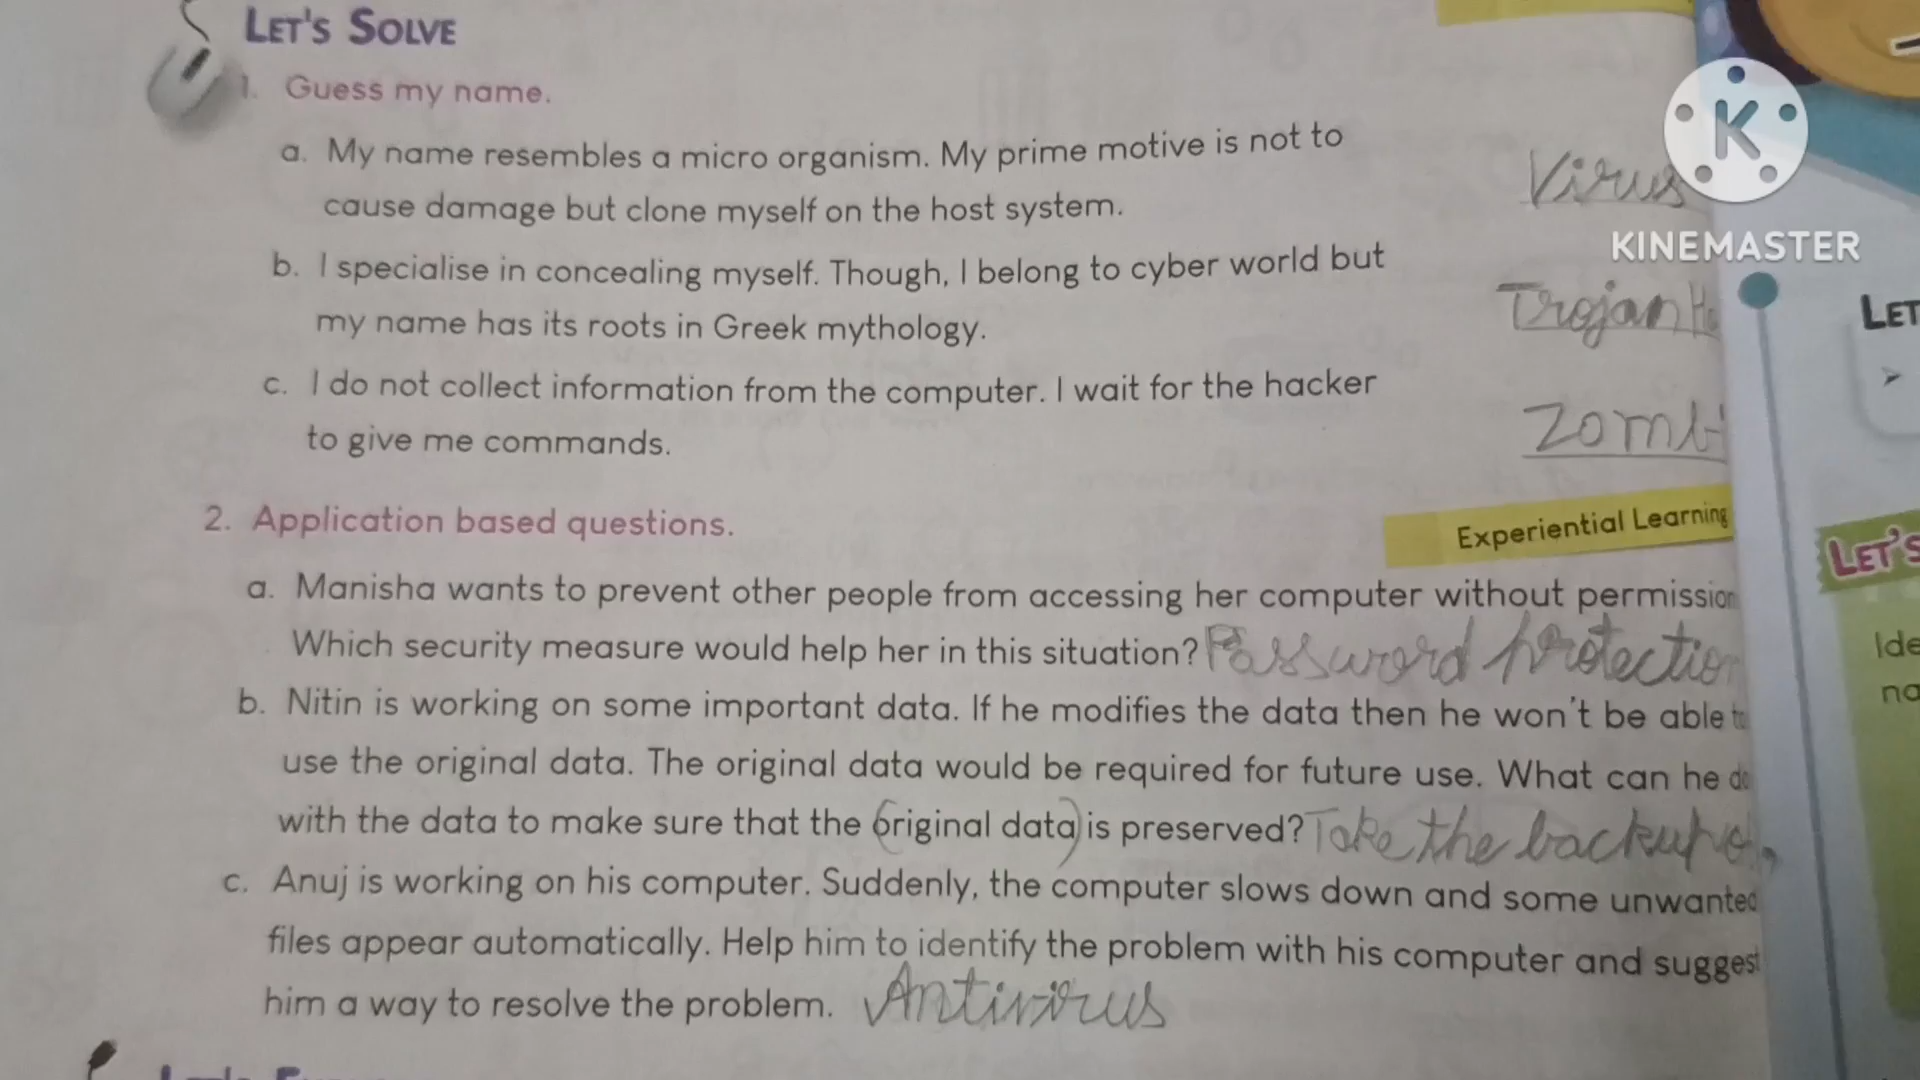 LET'S SOLVE
1. Guess my name.
a. My name resembles a micro organism. My prime motive is not to
cause damage but clone myself on the host system.
Virus
b. I specialise in concealing myself. Though, I belong to cyber world but
my name has its roots in Greek mythology.
Trojan
c. I do not collect information from the computer. I wait for the hacker
to give me commands.
Zomb
2. Application based questions.
Experiential Learning
a. Manisha wants to prevent other people from accessing her computer without permission
Which security measure would help her in this situation? Password protection
b. Nitin is working on some important data. If he modifies the data then he won't be able to
use the original data. The original data would be required for future use. What can he do
with the data to make sure that the original data is preserved? Take the backup
c. Anuj is working on his computer. Suddenly, the computer slows down and some unwanted
files appear automatically. Help him to identify the problem with his computer and suggest
him a way to resolve the problem. Antivirus
K
KINEMASTER
LET
LET'S
Ide
na